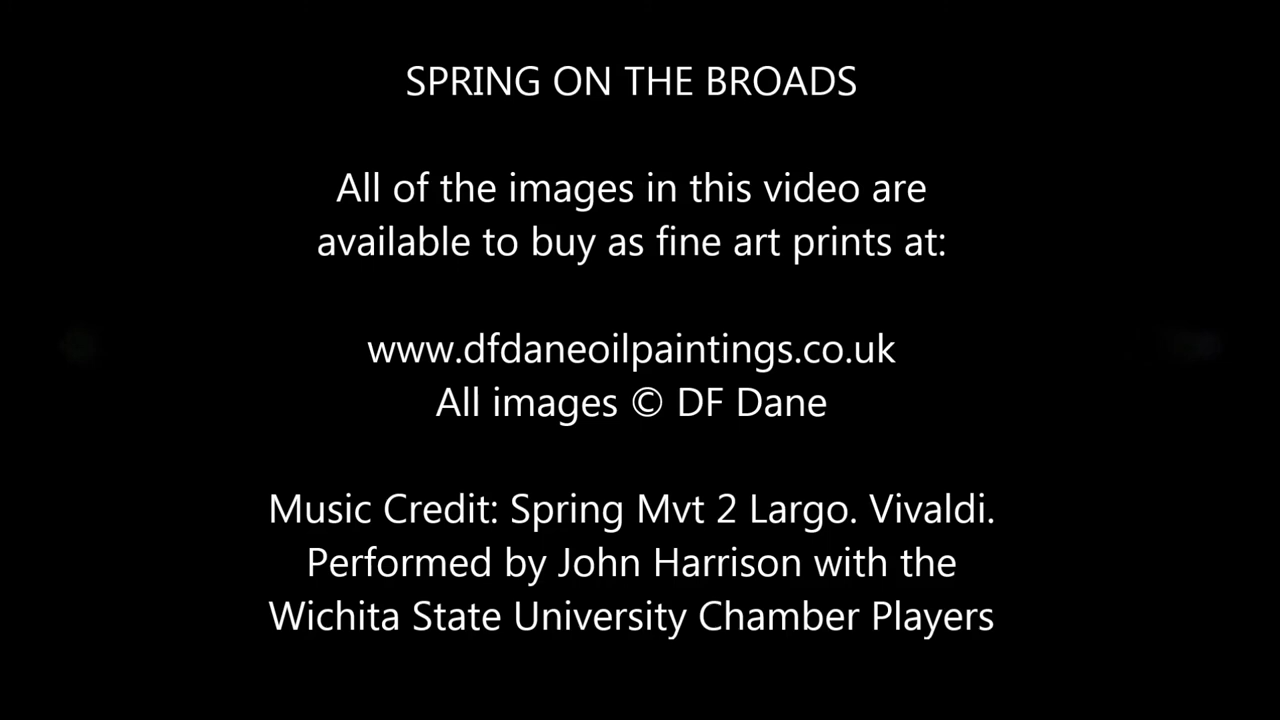 SPRING ON THE BROADS
All of the images in this video are
available to buy as fine art prints at:
www.dfdaneoilpaintings.co.uk
All images © DF Dane
Music Credit: Spring Mvt 2 Largo. Vivaldi.
Performed by John Harrison with the
Wichita State University Chamber Players